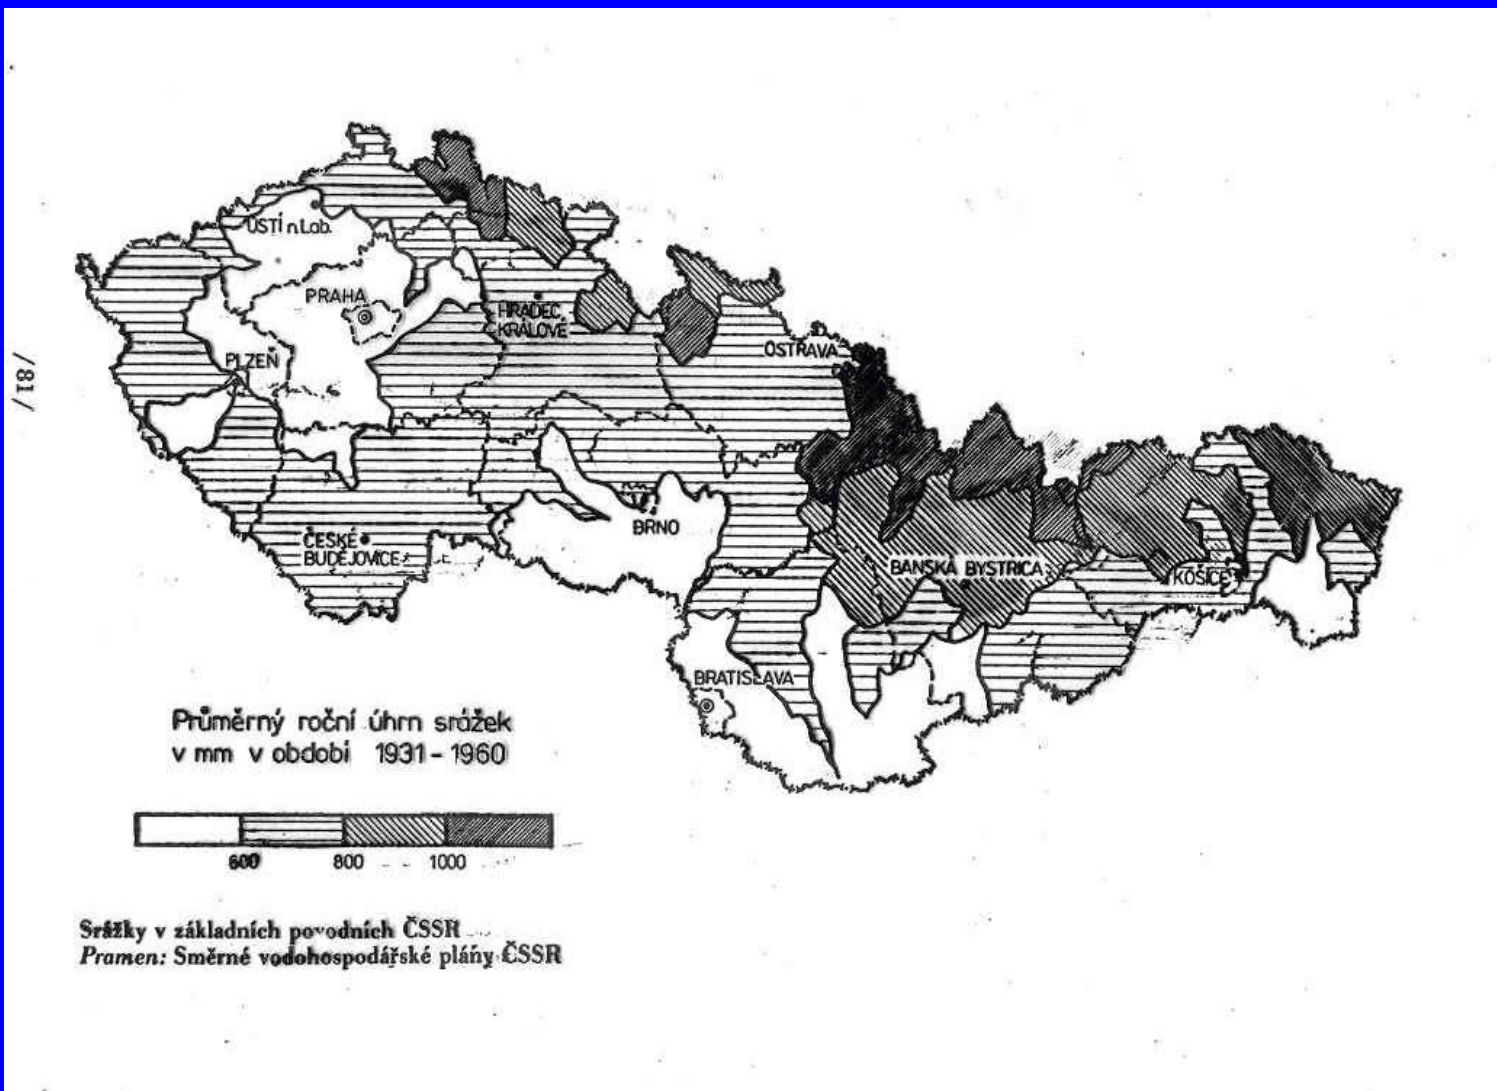 ÚSTÍ n.Lab.
PRAHA
HRADEC
KRÁLOVÉ
PLZEŇ
OSTRAVA
BRNO
ČESKÉ
BUDĚJOVICE
BANSKÁ BYSTRICA
KOŠICE
BRATISLAVA
/81/
Průměrný roční úhrn srážek
v mm v období 1931 - 1960
600 800 1000
Srážky v základních povodních ČSSR
Pramen: Směrné vodohospodářské plány ČSSR